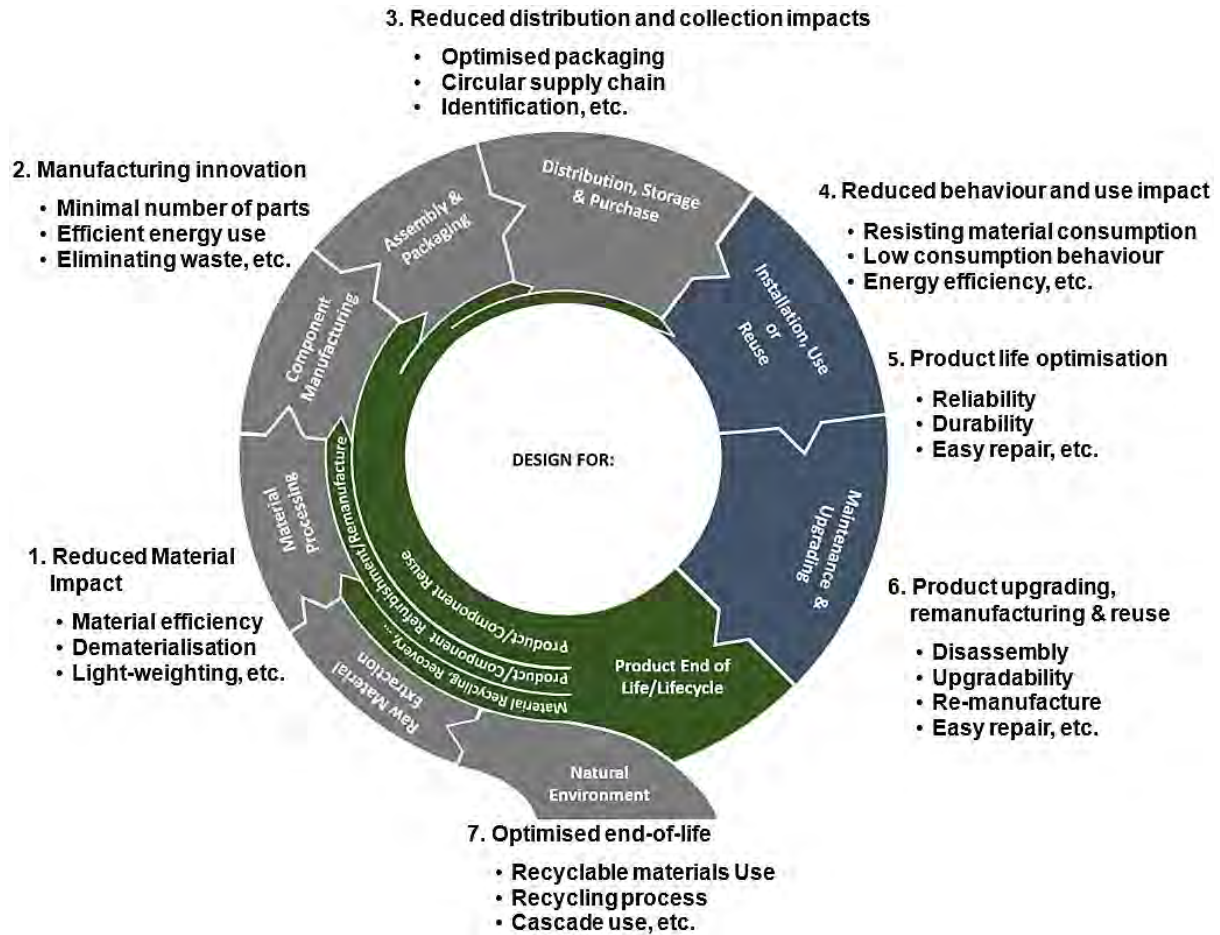 3. Reduced distribution and collection impacts
• Optimised packaging
• Circular supply chain
• Identification, etc.
2. Manufacturing innovation
• Minimal number of parts
• Efficient energy use
• Eliminating waste, etc.
4. Reduced behaviour and use impact
• Resisting material consumption
• Low consumption behaviour
• Energy efficiency, etc.
5. Product life optimisation
• Reliability
• Durability
• Easy repair, etc.
1. Reduced Material
Impact
• Material efficiency
• Dematerialisation
• Light-weighting, etc.
6. Product upgrading,
remanufacturing & reuse
• Disassembly
• Upgradability
• Re-manufacture
• Easy repair, etc.
7. Optimised end-of-life
• Recyclable materials Use
• Recycling process
• Cascade use, etc.
DESIGN FOR:
Natural
Environment
Raw Material
Extraction
Material
Processing
Component
Manufacturing
Assembly &
Packaging
Distribution, Storage
& Purchase
Installation, Use
or
Reuse
Maintenance &
Upgrading
Product End of
Life/Lifecycle
Product/Component Reuse
Product/Component Refurbishment/Remanufacture
Material Recycling, Recovery, ...